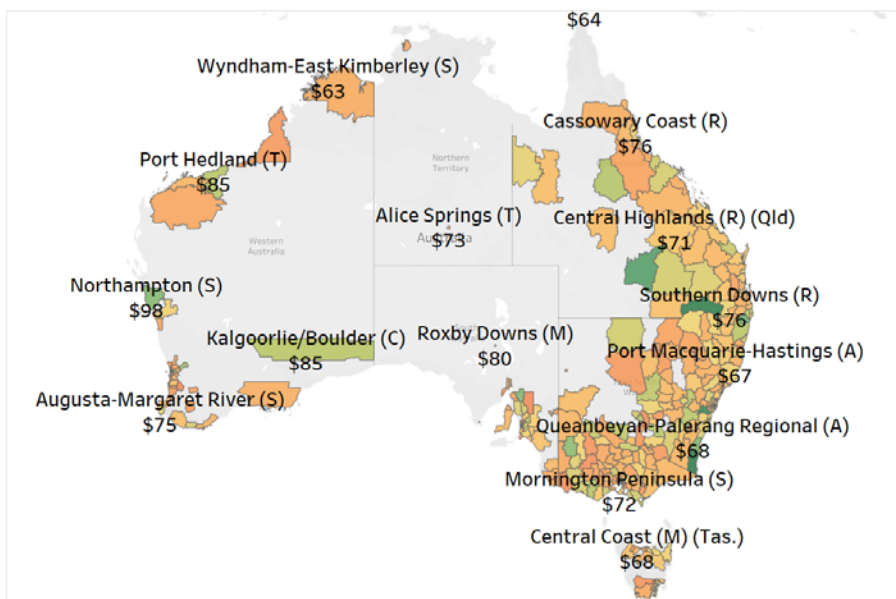 $64
Wyndham-East Kimberley (S)
$63
Cassowary Coast (R)
$76
Port Hedland (T)
$85
Northern
Territory
Alice Springs (T)
$73
Central Highlands (R) (Qld)
$71
Western
Australia
Northampton (S)
$98
Southern Downs (R)
$76
Kalgoorlie/Boulder (C)
$85
Roxby Downs (M)
$80
Port Macquarie-Hastings (A)
$67
Augusta-Margaret River (S)
$75
Queanbeyan-Palerang Regional (A)
$68
Mornington Peninsula (S)
$72
Central Coast (M) (Tas.)
$68